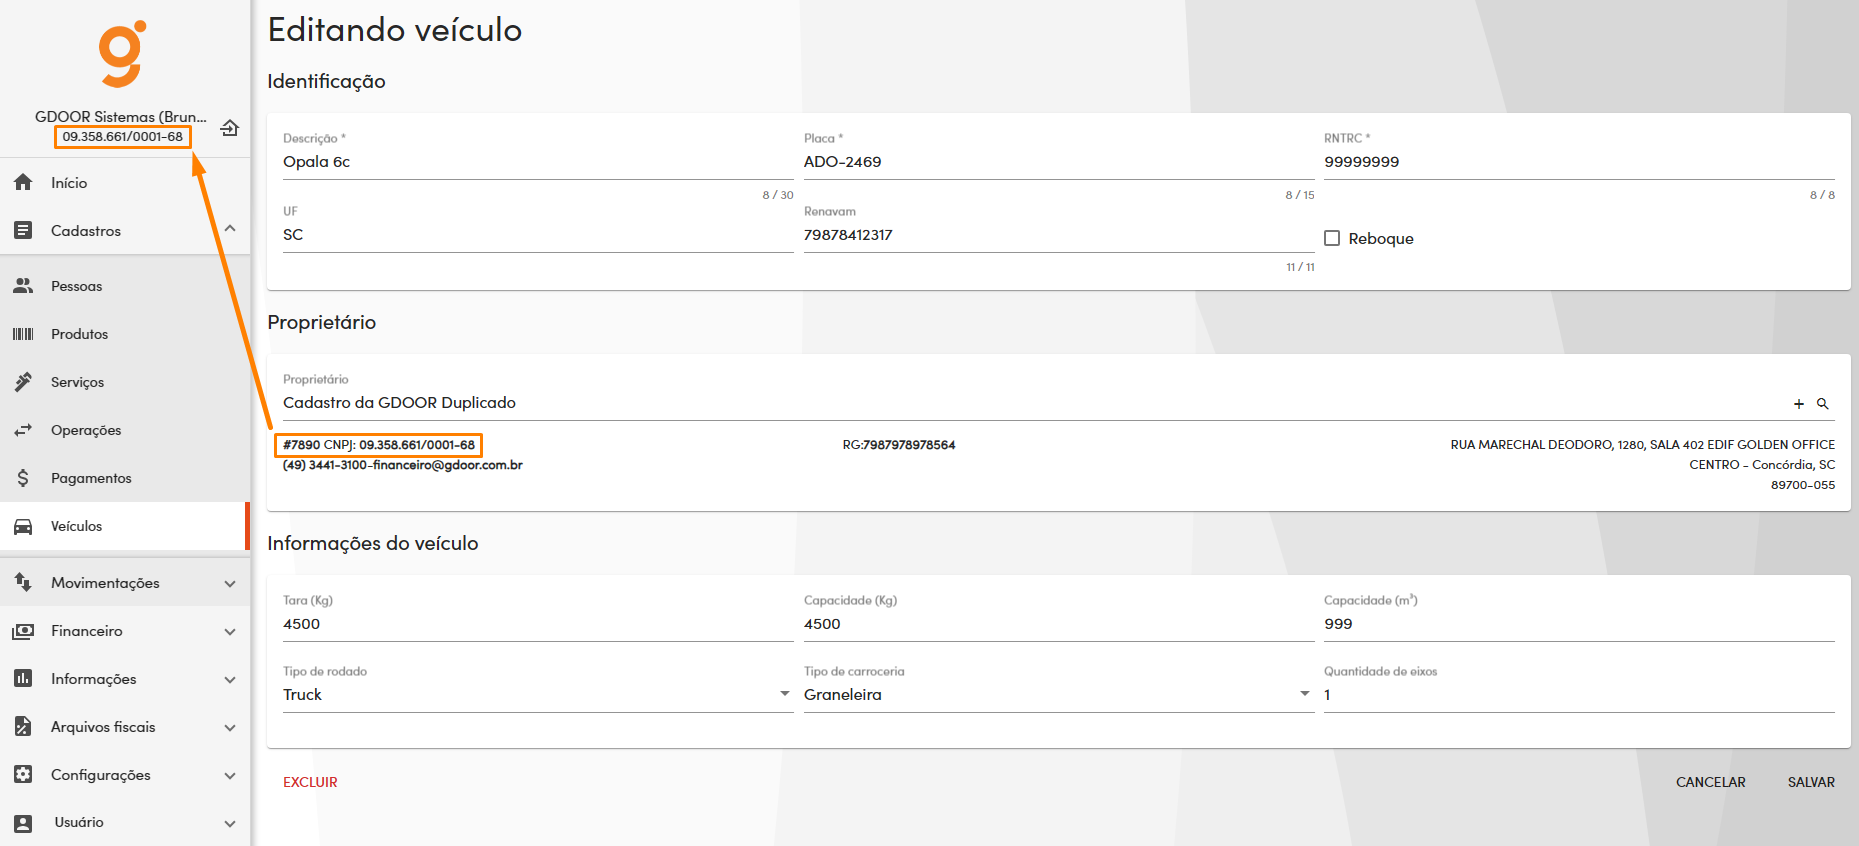 GDOOR Sistemas (Brun...
09.358.661/0001-68
Início
Cadastros
Pessoas
Produtos
Serviços
Operações
Pagamentos
Veículos
Movimentações
Financeiro
Informações
Arquivos fiscais
Configurações
Usuário
Editando veículo
Identificação
Descrição *
Opala 6c
8 / 30
Placa *
ADO-2469
8 / 15
RNTRC *
99999999
8 / 8
UF
SC
Renavam
79878412317
11 / 11
Reboque
Proprietário
Proprietário
Cadastro da GDOOR Duplicado
#7890 CNPJ: 09.358.661/0001-68
(49) 3441-3100-financeiro@gdoor.com.br
RG:7987978978564
RUA MARECHAL DEODORO, 1280, SALA 402 EDIF GOLDEN OFFICE
CENTRO - Concórdia, SC
89700-055
Informações do veículo
Tara (Kg)
4500
Capacidade (Kg)
4500
Capacidade (m³)
999
Tipo de rodado
Truck
Tipo de carroceria
Graneleira
Quantidade de eixos
1
EXCLUIR
CANCELAR
SALVAR